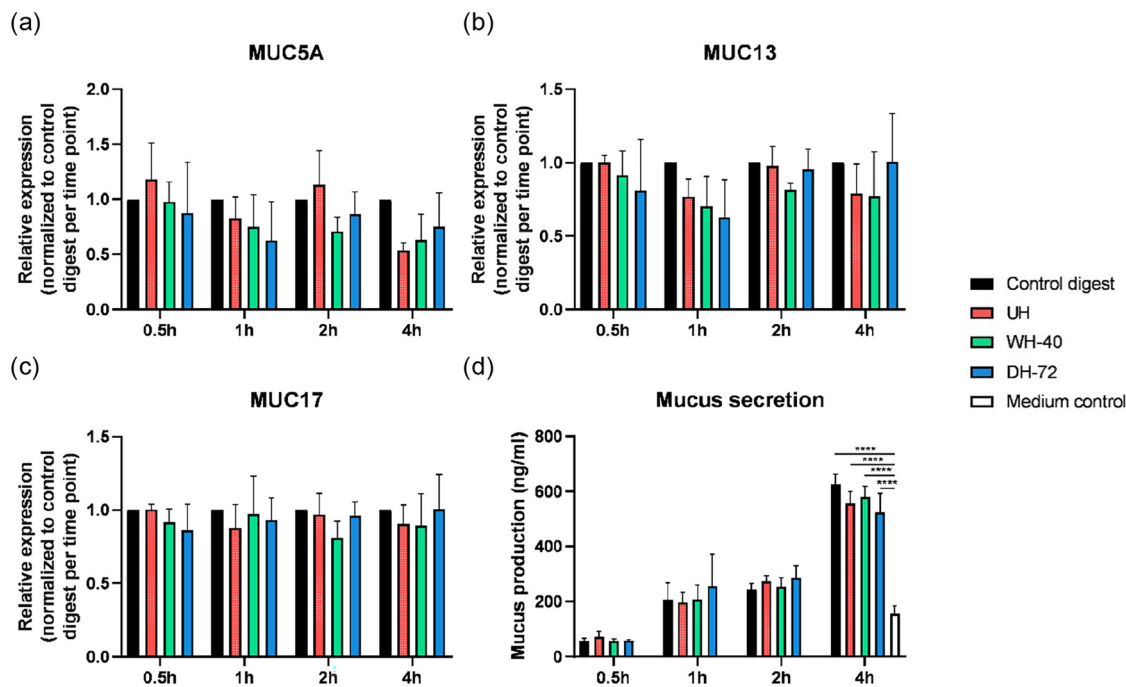 (a)
MUC5A
Relative expression
(normalized to control
digest per time point)
2.0
1.5
1.0
0.5
0.0
0.5h 1h 2h 4h
(b)
MUC13
Relative expression
(normalized to control
digest per time point)
1.5
1.0
0.5
0.0
0.5h 1h 2h 4h
Control digest
UH
WH-40
DH-72
Medium control
(c)
MUC17
Relative expression
(normalized to control
digest per time point)
1.5
1.0
0.5
0.0
0.5h 1h 2h 4h
(d)
Mucus secretion
Mucus production (ng/ml)
800
600
400
200
0
****
****
****
****
0.5h 1h 2h 4h